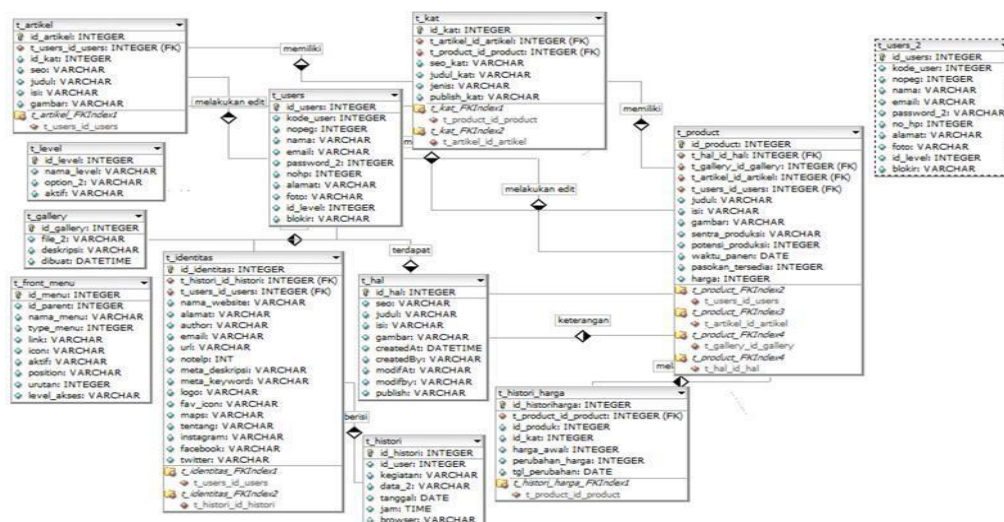 t_artikel
id_artikel: INTEGER
t_users_id_users: INTEGER (FK)
id_kat: INTEGER
seo: VARCHAR
judul: VARCHAR
isi: VARCHAR
gambar: VARCHAR
t_artikel_FKIndex1
t_users_id_users
memiliki
melakukan edit
t_kat
id_kat: INTEGER
t_artikel_id_artikel: INTEGER (FK)
t_product_id_product: INTEGER (FK)
seo_kat: VARCHAR
judul_kat: VARCHAR
jenis: VARCHAR
publish_kat: VARCHAR
t_kat_FKIndex1
t_product_id_product
t_kat_FKIndex2
t_artikel_id_artikel
t_users_2
id_users: INTEGER
kode_user: INTEGER
nopeg: INTEGER
nama: VARCHAR
email: VARCHAR
password_2: VARCHAR
no_hp: INTEGER
alamat: VARCHAR
foto: VARCHAR
id_level: INTEGER
blokir: VARCHAR
t_users
id_users: INTEGER
kode_user: INTEGER
nopeg: INTEGER
nama: VARCHAR
email: VARCHAR
password_2: INTEGER
nohp: INTEGER
alamat: VARCHAR
foto: VARCHAR
id_level: INTEGER
blokir: VARCHAR
memiliki
melakukan edit
t_level
id_level: INTEGER
nama_level: VARCHAR
option_2: VARCHAR
aktif: VARCHAR
t_product
id_product: INTEGER
t_hal_id_hal: INTEGER (FK)
t_gallery_id_gallery: INTEGER (FK)
t_artikel_id_artikel: INTEGER (FK)
t_users_id_users: INTEGER (FK)
judul: VARCHAR
isi: VARCHAR
gambar: VARCHAR
sentra_produksi: VARCHAR
potensi_produksi: INTEGER
waktu_panen: DATE
pasokan_tersedia: INTEGER
harga: INTEGER
t_product_FKIndex2
t_users_id_users
t_product_FKIndex3
t_artikel_id_artikel
t_product_FKIndex4
t_gallery_id_gallery
t_product_FKIndex4
t_hal_id_hal
t_gallery
id_gallery: INTEGER
file_2: VARCHAR
deskripsi: VARCHAR
dibuat: DATETIME
terdapat
t_identitas
id_identitas: INTEGER
t_histori_id_histori: INTEGER (FK)
t_users_id_users: INTEGER (FK)
nama_website: VARCHAR
alamat: VARCHAR
author: VARCHAR
email: VARCHAR
url: VARCHAR
notelp: INT
meta_deskripsi: VARCHAR
meta_keyword: VARCHAR
logo: VARCHAR
fav_icon: VARCHAR
maps: VARCHAR
tentang: VARCHAR
instagram: VARCHAR
facebook: VARCHAR
twitter: VARCHAR
t_identitas_FKIndex1
t_users_id_users
t_identitas_FKIndex2
t_histori_id_histori
t_front_menu
id_menu: INTEGER
id_parent: INTEGER
nama_menu: VARCHAR
type_menu: INTEGER
link: VARCHAR
icon: VARCHAR
aktif: VARCHAR
position: VARCHAR
urutan: INTEGER
level_akses: VARCHAR
t_hal
id_hal: INTEGER
seo: VARCHAR
judul: VARCHAR
isi: VARCHAR
gambar: VARCHAR
createdAt: DATETIME
createdBy: VARCHAR
modifAt: VARCHAR
modifby: VARCHAR
publish: VARCHAR
keterangan
t_histori_harga
id_historiharga: INTEGER
t_product_id_product: INTEGER (FK)
id_produk: INTEGER
id_kat: INTEGER
harga_awal: INTEGER
perubahan_harga: INTEGER
tgl_perubahan: DATE
t_histori_harga_FKIndex1
t_product_id_product
t_histori
id_histori: INTEGER
id_user: INTEGER
kegiatan: VARCHAR
data_2: VARCHAR
tanggal: DATE
jam: TIME
browser: VARCHAR